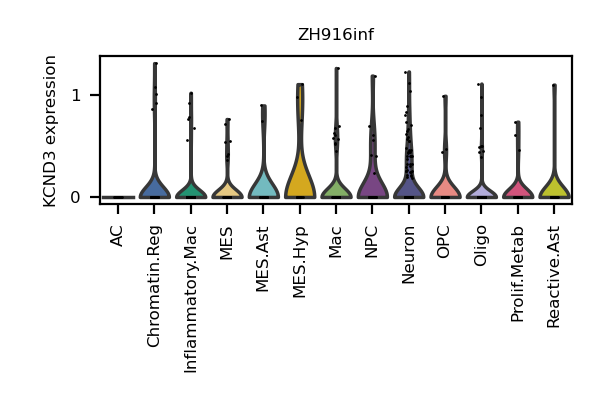 ZH916inf
KCND3 expression
1
0
AC
Chromatin.Reg
Inflammatory.Mac
MES
MES.Ast
MES.Hyp
Mac
NPC
Neuron
OPC
Oligo
Prolif.Metab
Reactive.Ast